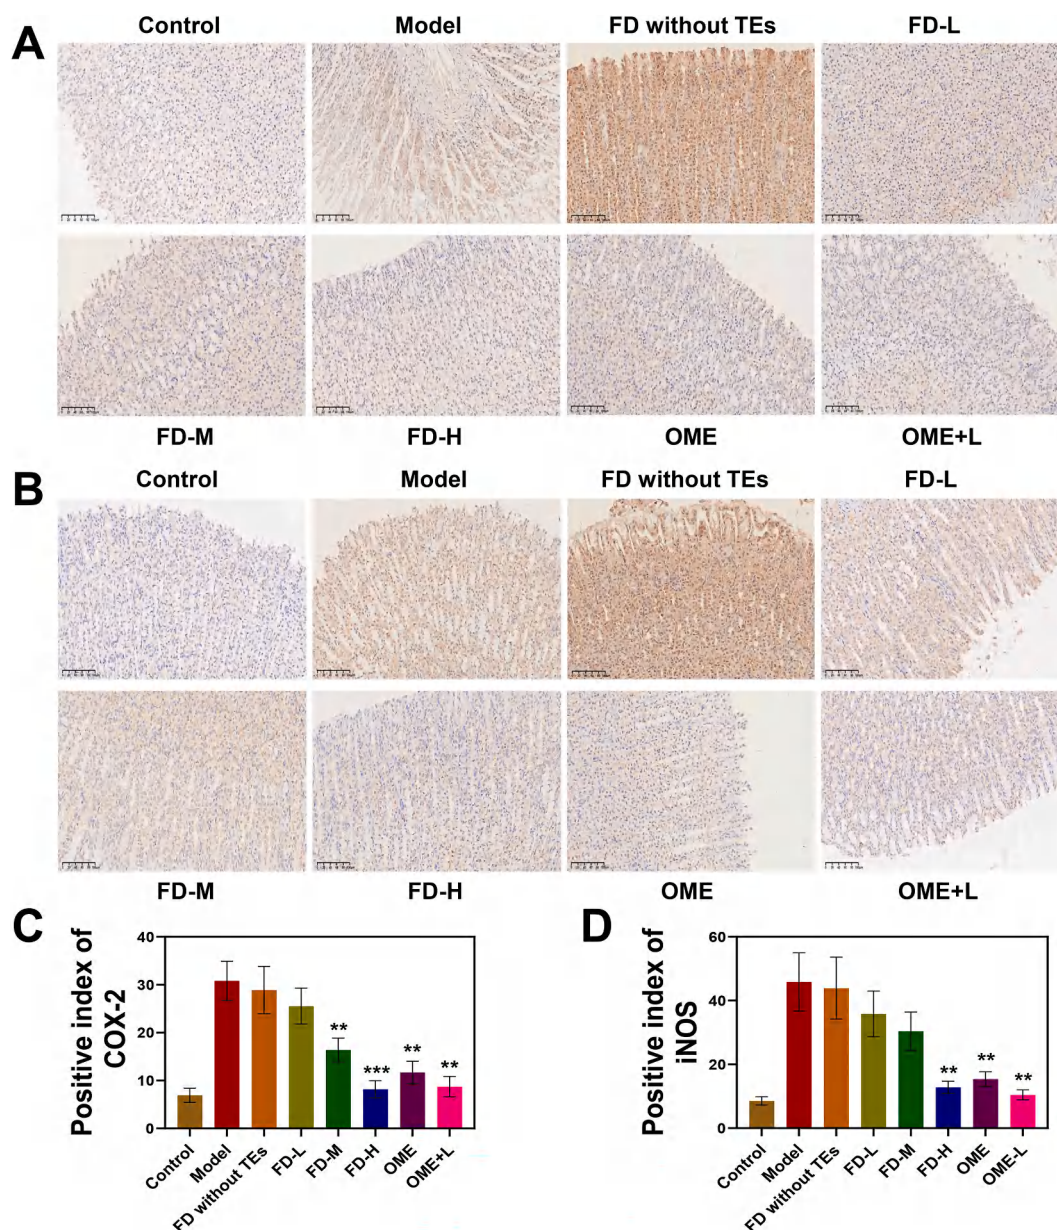 A
Control Model FD without TEs FD-L
FD-M FD-H OME OME+L
B
Control Model FD without TEs FD-L
FD-M FD-H OME OME+L
C
Positive index of
COX-2
40
30
20
10
0
** *** ** **
Control Model FD without TEs FD-L FD-M FD-H OME OME+L
D
Positive index of
iNOS
60
40
20
0
** ** **
Control Model FD without TEs FD-L FD-M FD-H OME OME-L